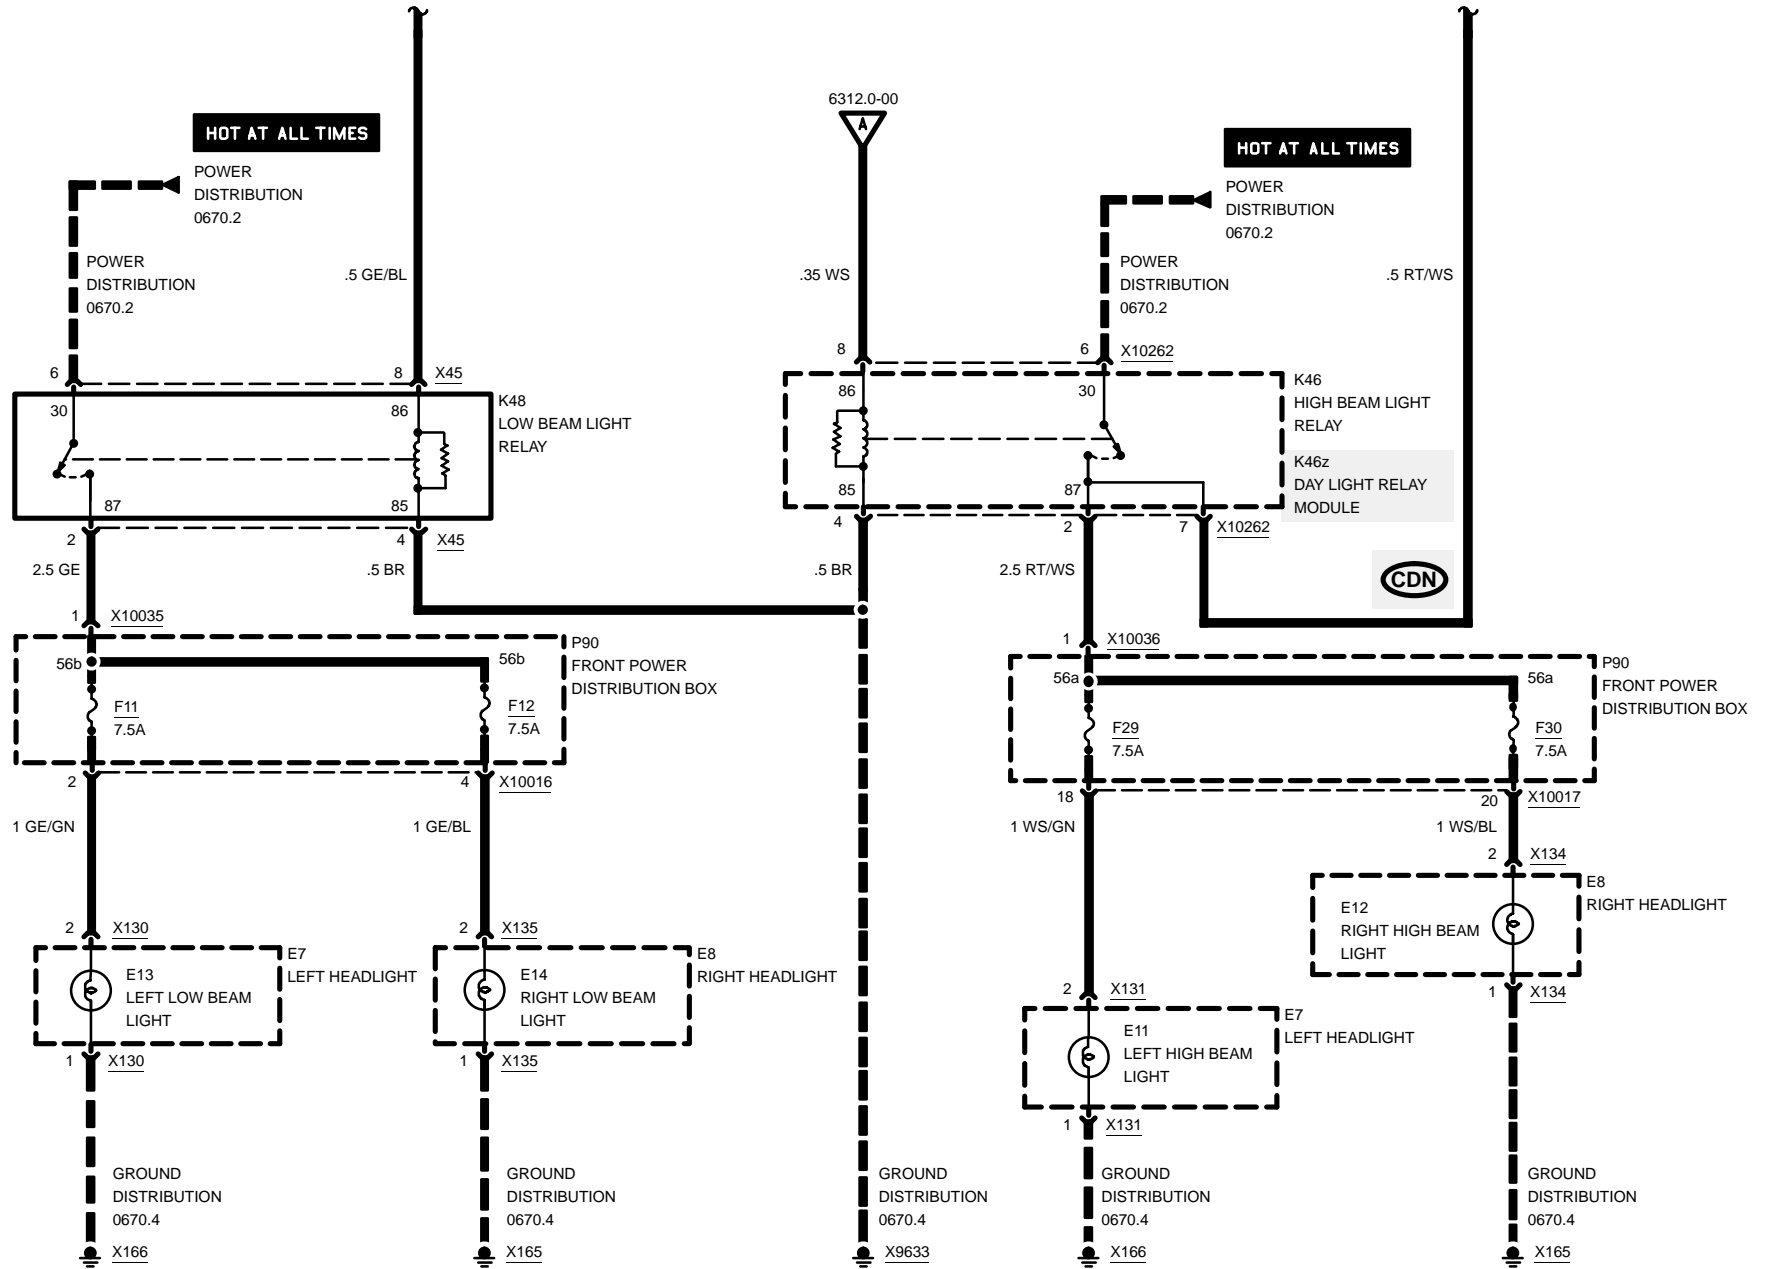 6312.0-00
A
HOT AT ALL TIMES
POWER
DISTRIBUTION
0670.2
HOT AT ALL TIMES
POWER
DISTRIBUTION
0670.2
POWER
DISTRIBUTION
0670.2
.5 GE/BL
.35 WS
POWER
DISTRIBUTION
0670.2
.5 RT/WS
6
8
X45
8
6
X10262
30
86
K48
LOW BEAM LIGHT
RELAY
86
30
K46
HIGH BEAM LIGHT
RELAY
K46z
DAY LIGHT RELAY
MODULE
87
85
85
87
2
4
X45
4
2
7
X10262
2.5 GE
.5 BR
.5 BR
2.5 RT/WS
CDN
1
X10035
1
X10036
56b
56b
P90
FRONT POWER
DISTRIBUTION BOX
56a
56a
P90
FRONT POWER
DISTRIBUTION BOX
F11
7.5A
F12
7.5A
F29
7.5A
F30
7.5A
2
4
X10016
18
20
X10017
1 GE/GN
1 GE/BL
1 WS/GN
1 WS/BL
2
X134
E8
RIGHT HEADLIGHT
E12
RIGHT HIGH BEAM
LIGHT
1
X134
2
X130
2
X135
E7
LEFT HEADLIGHT
E8
RIGHT HEADLIGHT
E13
LEFT LOW BEAM
LIGHT
E14
RIGHT LOW BEAM
LIGHT
2
X131
E7
LEFT HEADLIGHT
E11
LEFT HIGH BEAM
LIGHT
1
X130
1
X135
1
X131
GROUND
DISTRIBUTION
0670.4
GROUND
DISTRIBUTION
0670.4
GROUND
DISTRIBUTION
0670.4
GROUND
DISTRIBUTION
0670.4
GROUND
DISTRIBUTION
0670.4
X166
X165
X9633
X166
X165